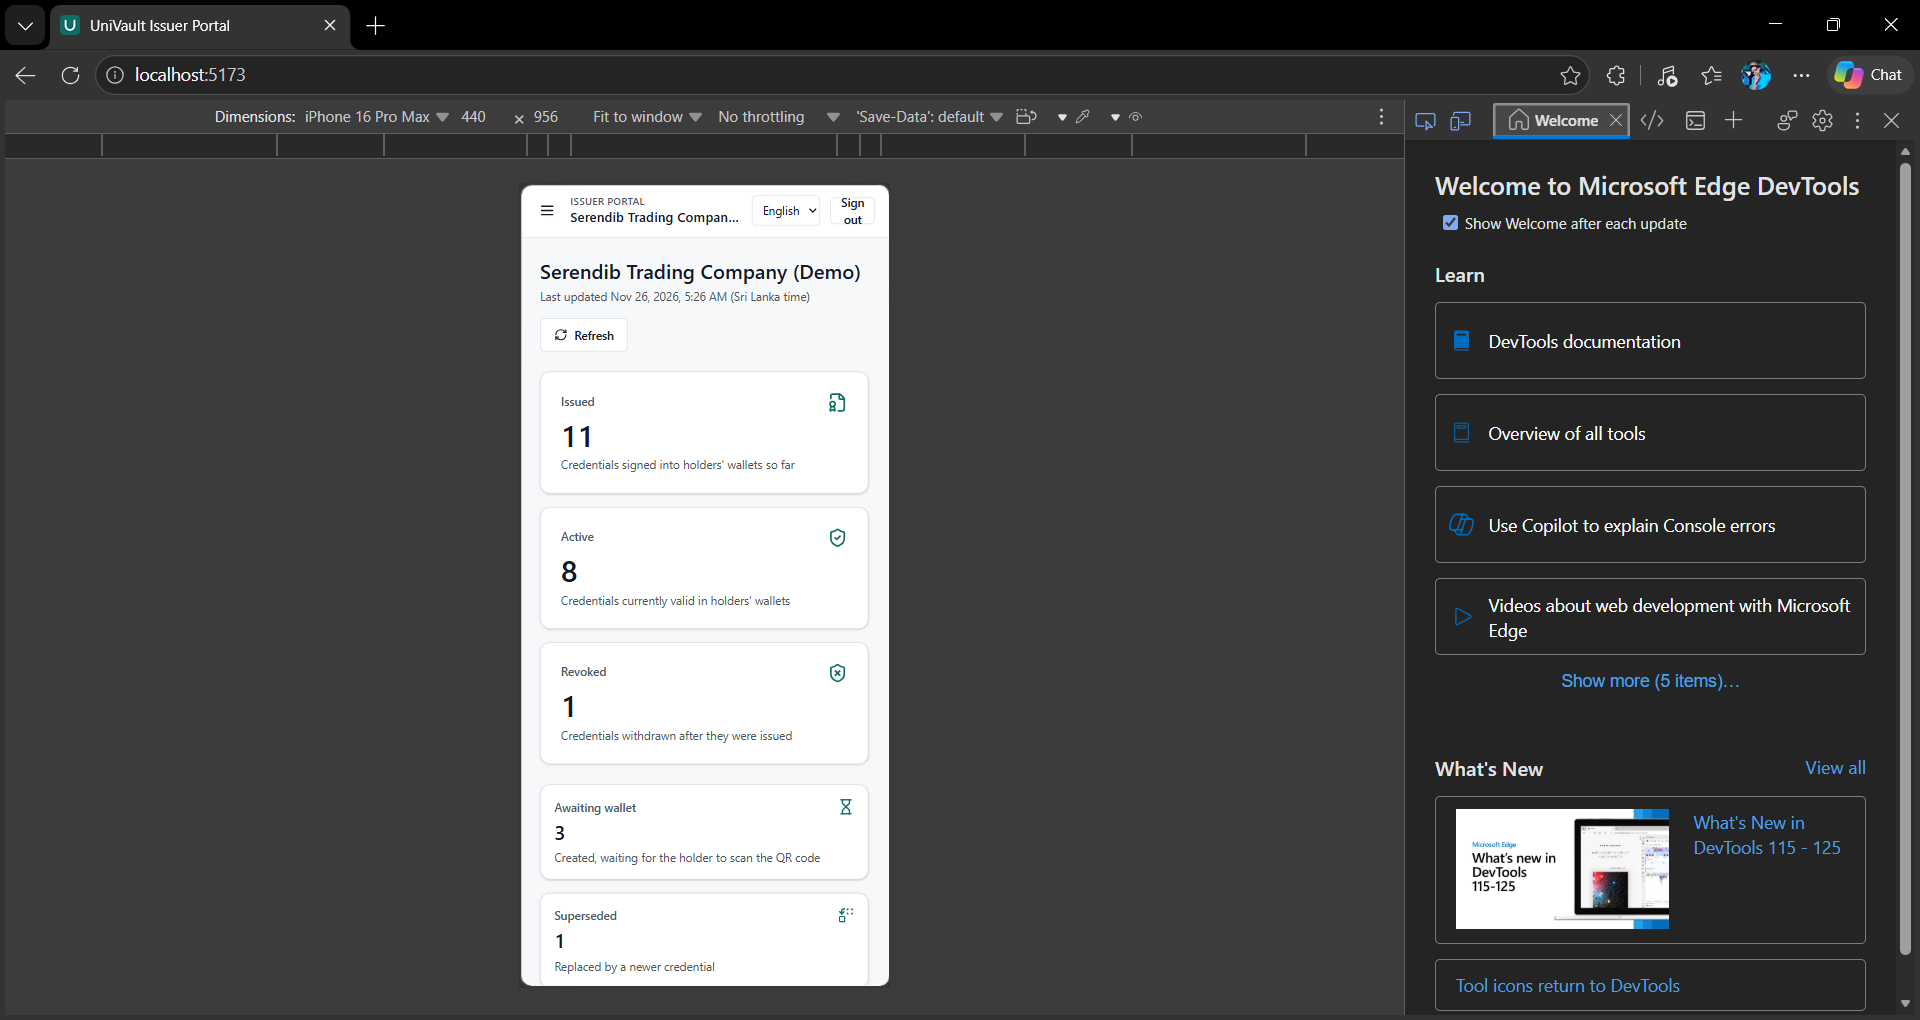 UniVault Issuer Portal
localhost:5173
Chat
Dimensions: iPhone 16 Pro Max 440 × 956 Fit to window No throttling 'Save-Data': default
Welcome
ISSUER PORTAL
Serendib Trading Compan...
English
Sign
out
Serendib Trading Company (Demo)
Last updated Nov 26, 2026, 5:26 AM (Sri Lanka time)
Refresh
Issued
11
Credentials signed into holders' wallets so far
Active
8
Credentials currently valid in holders' wallets
Revoked
1
Credentials withdrawn after they were issued
Awaiting wallet
3
Created, waiting for the holder to scan the QR code
Superseded
1
Replaced by a newer credential
Welcome to Microsoft Edge DevTools
Show Welcome after each update
Learn
DevTools documentation
Overview of all tools
Use Copilot to explain Console errors
Videos about web development with Microsoft
Edge
Show more (5 items)...
What's New
View all
Microsoft Edge
What's new in
DevTools
115-125
What's New in
DevTools 115 - 125
Tool icons return to DevTools